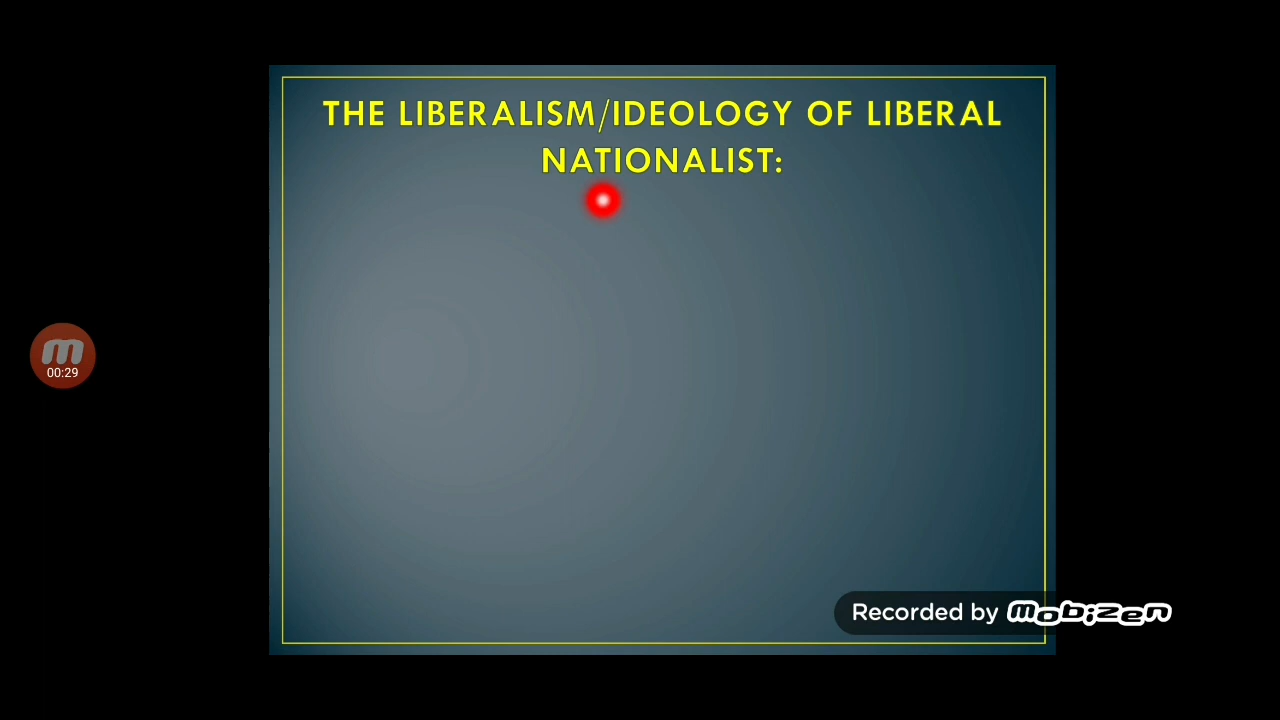 THE LIBERALISM/IDEOLOGY OF LIBERAL
NATIONALIST:
00:29
Recorded by mobizen